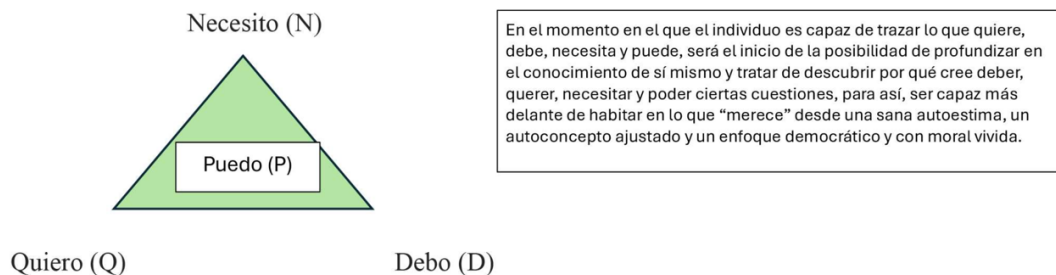 Necesito (N)
Puedo (P)
Quiero (Q)
Debo (D)
En el momento en el que el individuo es capaz de trazar lo que quiere,
debe, necesita y puede, será el inicio de la posibilidad de profundizar en
el conocimiento de sí mismo y tratar de descubrir por qué cree deber,
querer, necesitar y poder ciertas cuestiones, para así, ser capaz más
delante de habitar en lo que “merece” desde una sana autoestima, un
autoconcepto ajustado y un enfoque democrático y con moral vivida.